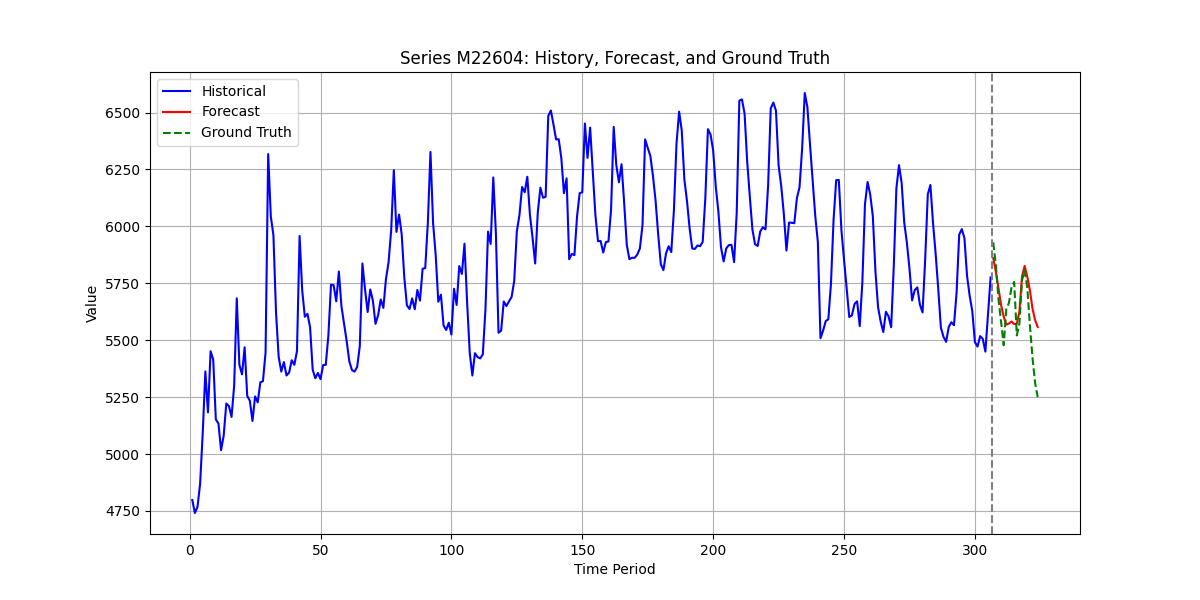 Series M22604: History, Forecast, and Ground Truth
Historical
Forecast
Ground Truth
Value
6500
6250
6000
5750
5500
5250
5000
4750
0 50 100 150 200 250 300
Time Period